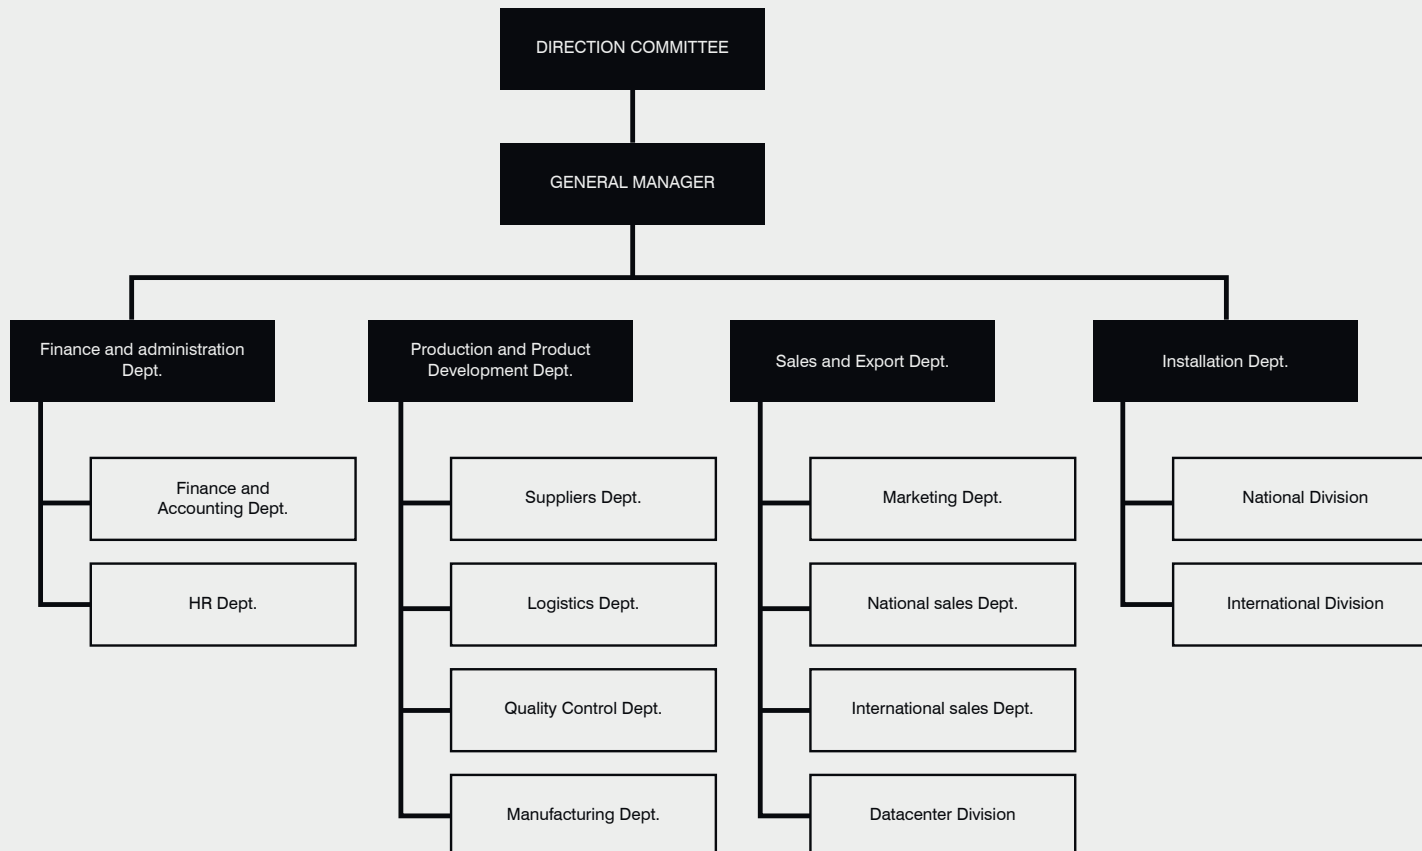 DIRECTION COMMITTEE
GENERAL MANAGER
Finance and administration
Dept.
Production and Product
Development Dept.
Sales and Export Dept.
Installation Dept.
Finance and
Accounting Dept.
HR Dept.
Suppliers Dept.
Logistics Dept.
Quality Control Dept.
Manufacturing Dept.
Marketing Dept.
National sales Dept.
International sales Dept.
Datacenter Division
National Division
International Division